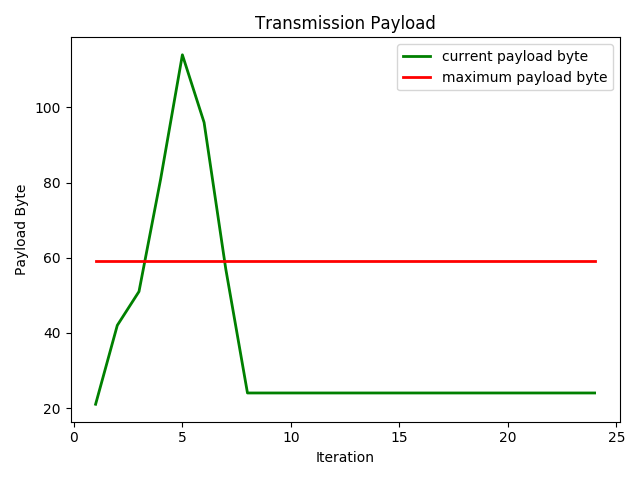 Transmission Payload
current payload byte
maximum payload byte
Payload Byte
100
80
60
40
20
0 5 10 15 20 25
Iteration